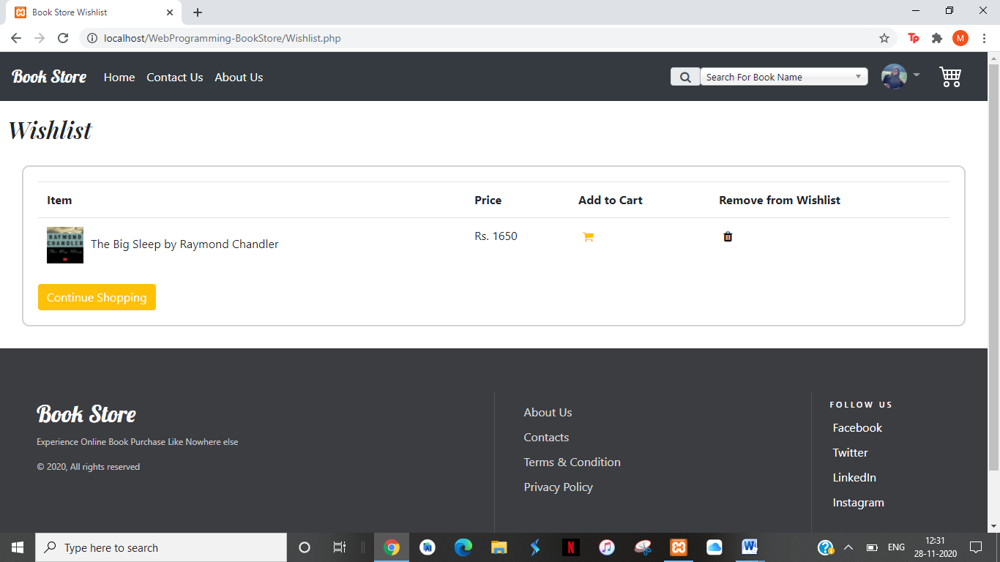 Book Store Wishlist
localhost/WebProgramming-BookStore/Wishlist.php
Tp
M
Book Store Home Contact Us About Us Search For Book Name
Wishlist
Item Price Add to Cart Remove from Wishlist
RAYMOND
CHANDLER
The Big Sleep
The Big Sleep by Raymond Chandler Rs. 1650
Continue Shopping
Book Store
Experience Online Book Purchase Like Nowhere else
© 2020, All rights reserved
About Us
Contacts
Terms & Condition
Privacy Policy
FOLLOW US
Facebook
Twitter
LinkedIn
Instagram
Type here to search
N
W
ENG
12:31
28-11-2020